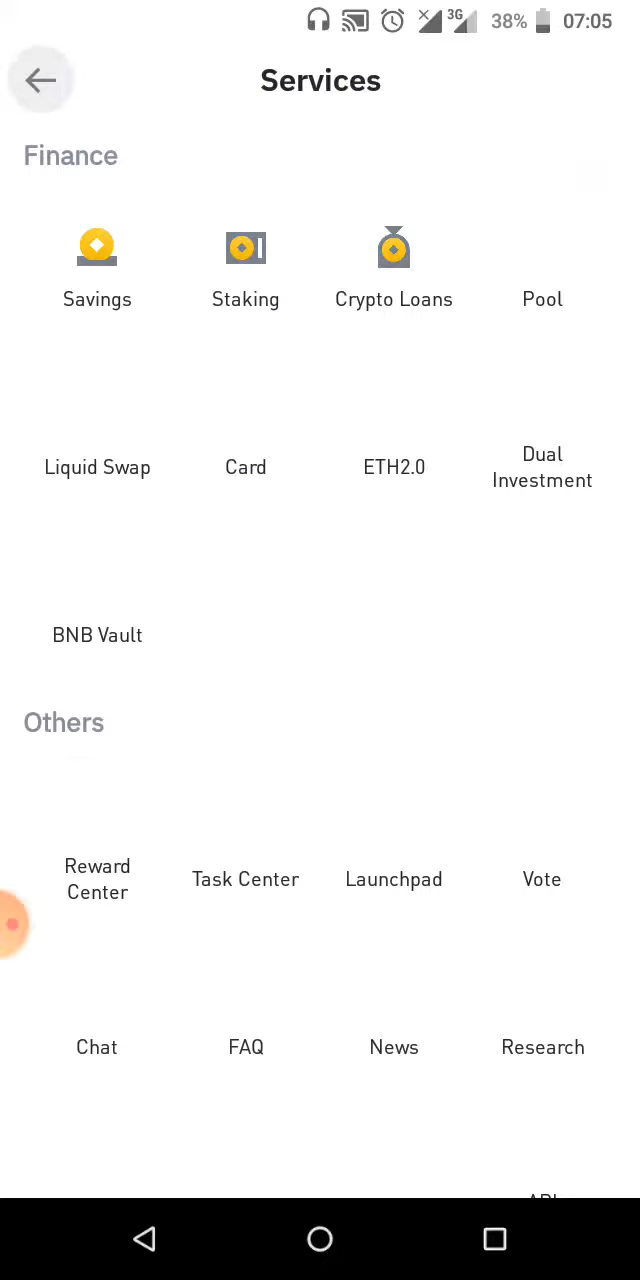 3G 38% 07:05
Services
Finance
Savings
Staking
Crypto Loans
Pool
Liquid Swap
Card
ETH2.0
Dual
Investment
BNB Vault
Others
Reward
Center
Task Center
Launchpad
Vote
Chat
FAQ
News
Research